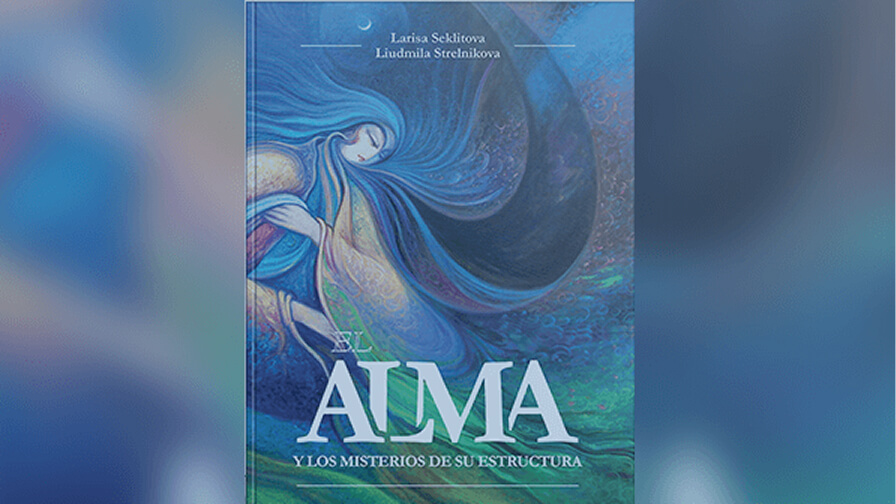 Larisa Seklitova
Liudmila Strelnikova
EL
ALMA
Y LOS MISTERIOS DE SU ESTRUCTURA